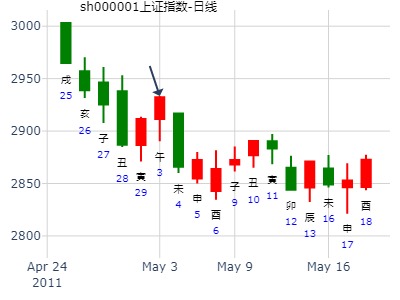 sh000001上证指数-日线
3000
2950
2900
2850
2800
戌
25
亥
26
子
27
丑
28
寅
29
午
3
未
4
申
5
酉
6
子
9
丑
10
寅
11
卯
12
辰
13
未
16
申
17
酉
18
Apr 24
2011
May 3
May 9
May 16